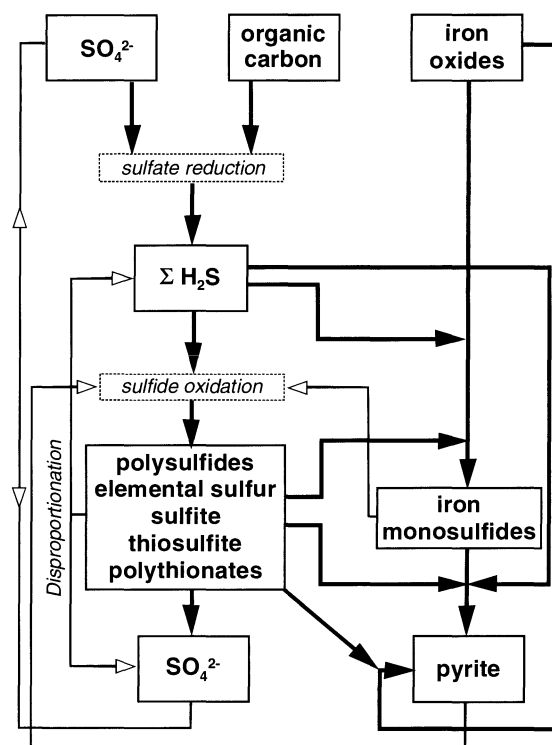 SO₄²⁻
organic
carbon
iron
oxides
sulfate reduction
Σ H₂S
sulfide oxidation
Disproportionation
polysulfides
elemental sulfur
sulfite
thiosulfite
polythionates
iron
monosulfides
SO₄²⁻
pyrite